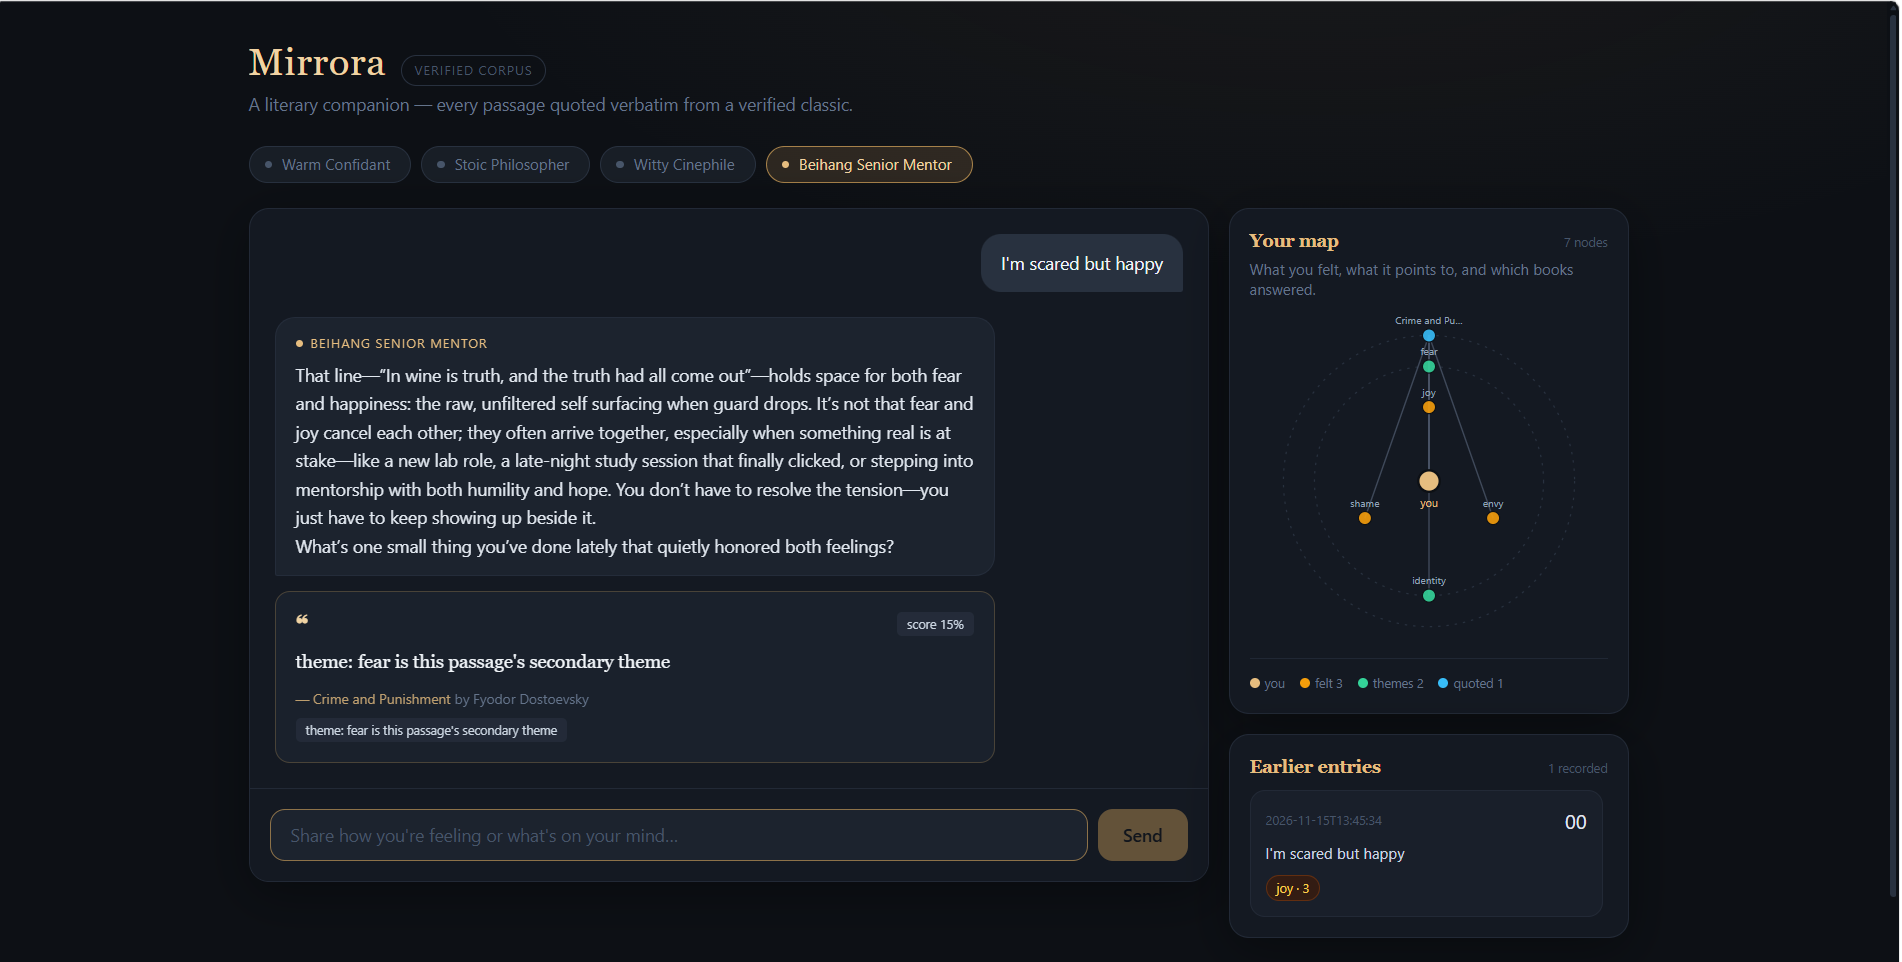 Mirrora
VERIFIED CORPUS
A literary companion — every passage quoted verbatim from a verified classic.
Warm Confidant
Stoic Philosopher
Witty Cinephile
Beihang Senior Mentor
I'm scared but happy
BEIHANG SENIOR MENTOR
That line—“In wine is truth, and the truth had all come out”—holds space for both fear
and happiness: the raw, unfiltered self surfacing when guard drops. It’s not that fear and
joy cancel each other; they often arrive together, especially when something real is at
stake—like a new lab role, a late-night study session that finally clicked, or stepping into
mentorship with both humility and hope. You don’t have to resolve the tension—you
just have to keep showing up beside it.
What’s one small thing you’ve done lately that quietly honored both feelings?
❝
score 15%
theme: fear is this passage's secondary theme
— Crime and Punishment by Fyodor Dostoevsky
theme: fear is this passage's secondary theme
Share how you're feeling or what's on your mind...
Send
Your map
7 nodes
What you felt, what it points to, and which books
answered.
Crime and Pu...
fear
joy
shame
you
envy
identity
you
felt 3
themes 2
quoted 1
Earlier entries
1 recorded
2026-11-15T13:45:34
00
I'm scared but happy
joy · 3